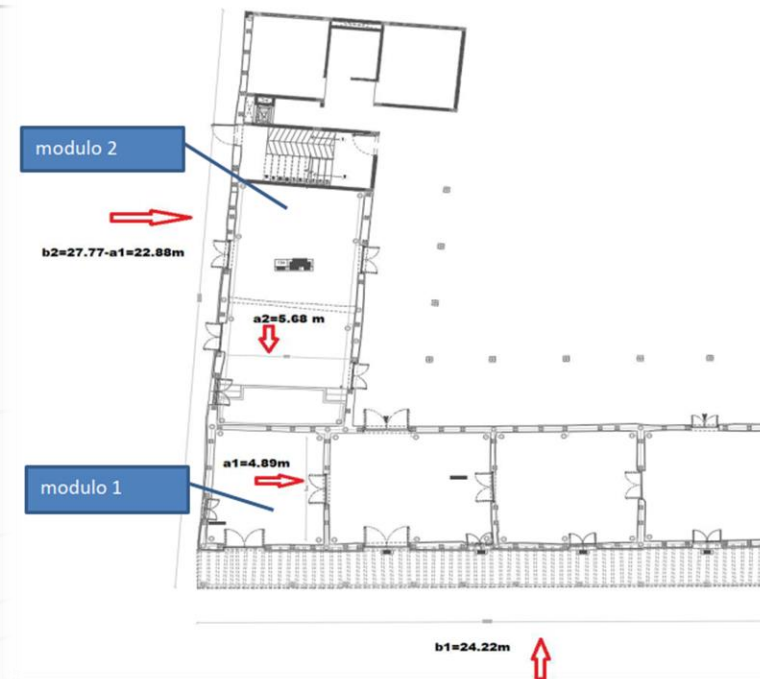 modulo 2
b2=27.77-a1=22.88m
a2=5.68 m
a1=4.89m
modulo 1
b1=24.22m